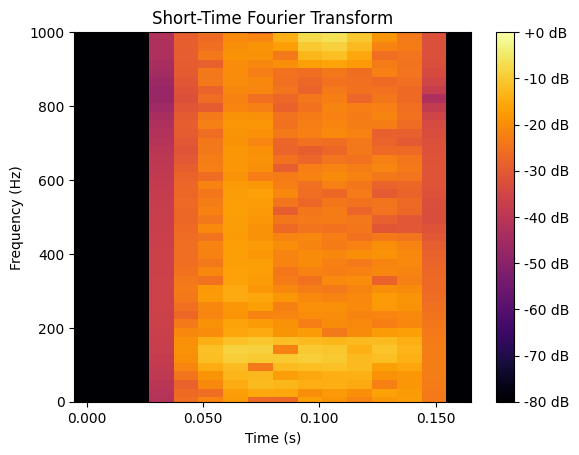 Short-Time Fourier Transform
1000
800
600
400
200
0
Frequency (Hz)
0.000
0.050
0.100
0.150
Time (s)
+0 dB
-10 dB
-20 dB
-30 dB
-40 dB
-50 dB
-60 dB
-70 dB
-80 dB